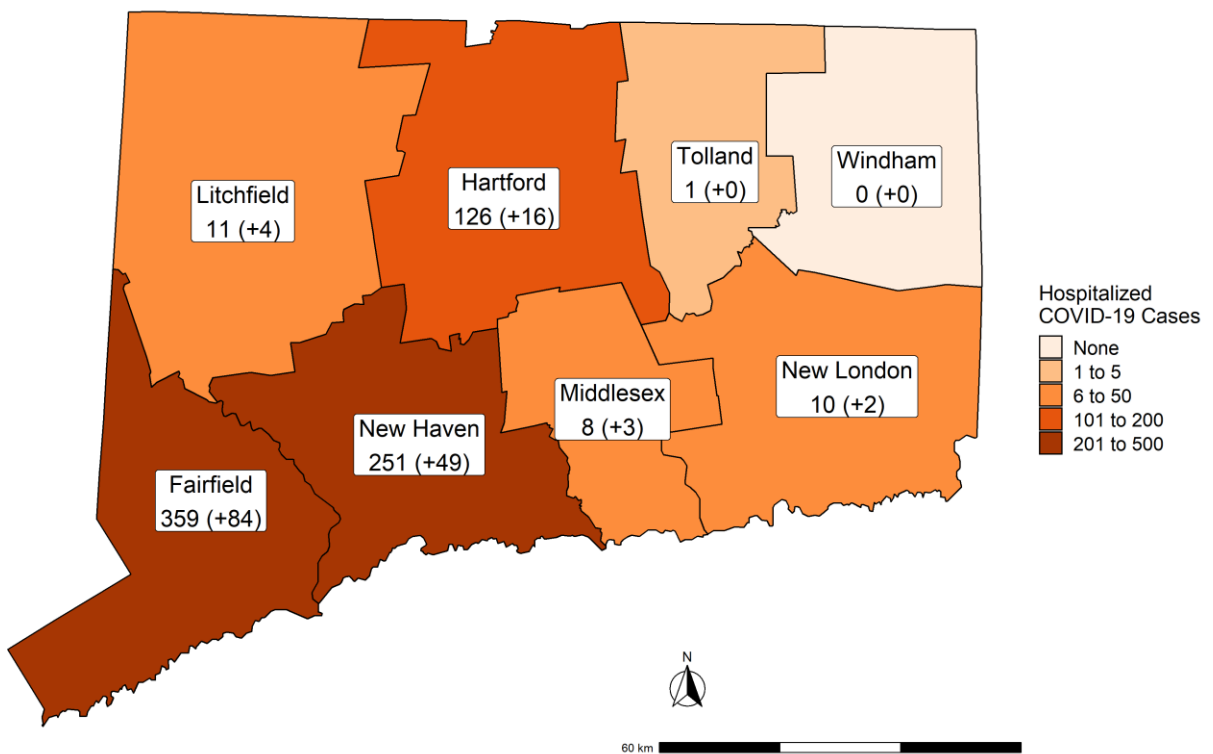 Tolland
1 (+0)
Windham
0 (+0)
Hartford
126 (+16)
Litchfield
11 (+4)
Hospitalized
COVID-19 Cases
None
1 to 5
6 to 50
101 to 200
201 to 500
New London
10 (+2)
Middlesex
8 (+3)
New Haven
251 (+49)
Fairfield
359 (+84)
N
60 km